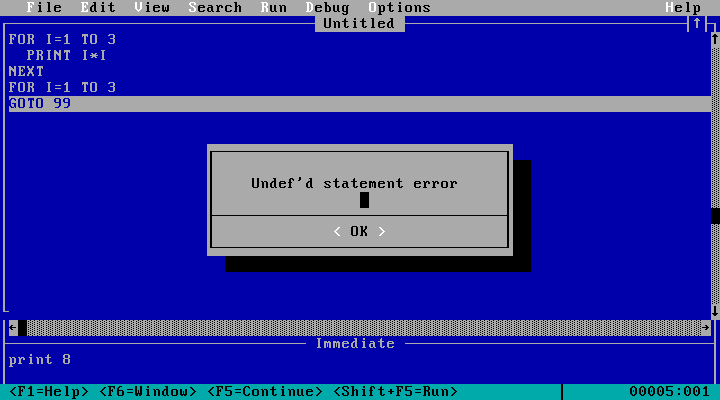 File Edit View Search Run Debug Options Help
Untitled
↑
FOR I=1 TO 3
  PRINT I*I
NEXT
FOR I=1 TO 3
GOTO 99
Undef'd statement error
< OK >
Immediate
print 8
<F1=Help> <F6=Window> <F5=Continue> <Shift+F5=Run> 00005:001